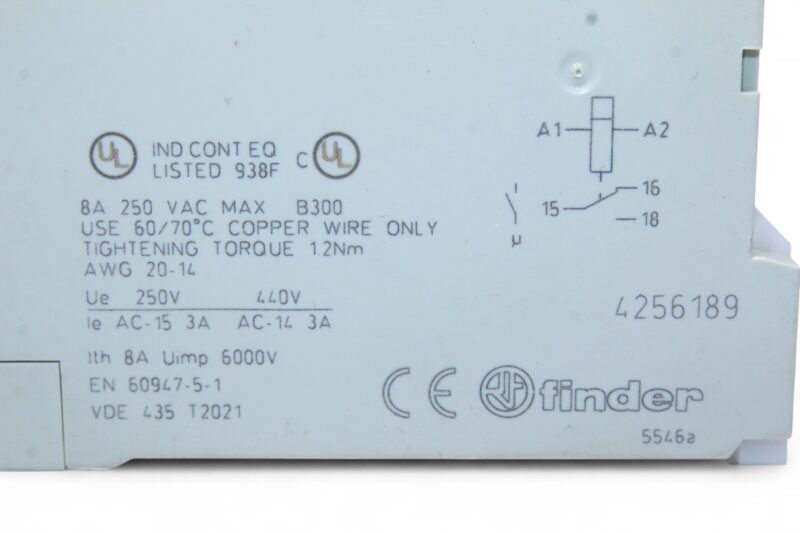 UL IND CONT EQ C UL
LISTED 938F
8A 250 VAC MAX B300
USE 60/70°C COPPER WIRE ONLY
TIGHTENING TORQUE 1.2Nm
AWG 20-14
Ue 250V 440V
Ie AC-15 3A AC-14 3A
Ith 8A Uimp 6000V
EN 60947-5-1
VDE 435 T2021
A1 A2
16
15
18
µ
4256189
CE finder
5546a